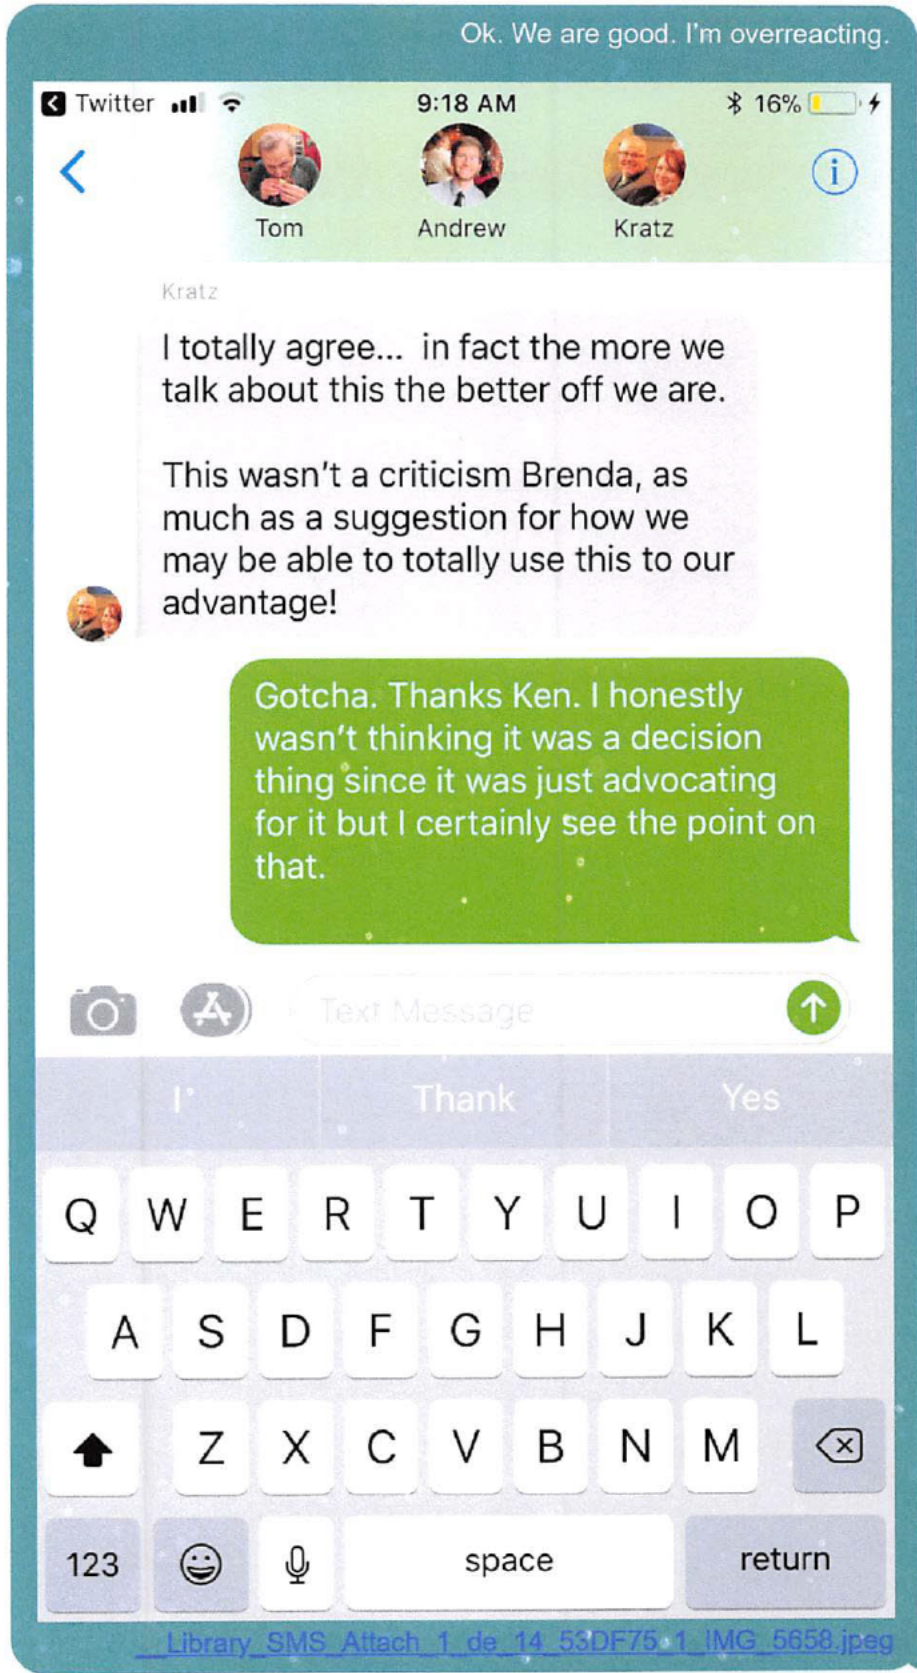 Ok. We are good. I'm overreacting.
Twitter 9:18 AM 16%
Tom Andrew Kratz
Kratz
I totally agree... in fact the more we
talk about this the better off we are.
This wasn't a criticism Brenda, as
much as a suggestion for how we
may be able to totally use this to our
advantage!
Gotcha. Thanks Ken. I honestly
wasn't thinking it was a decision
thing since it was just advocating
for it but I certainly see the point on
that.
Text Message
I Thank Yes
Q W E R T Y U I O P
A S D F G H J K L
Z X C V B N M
123 space return
__Library_SMS_Attach_1_de_14_53DF75_1_IMG_5658.jpeg